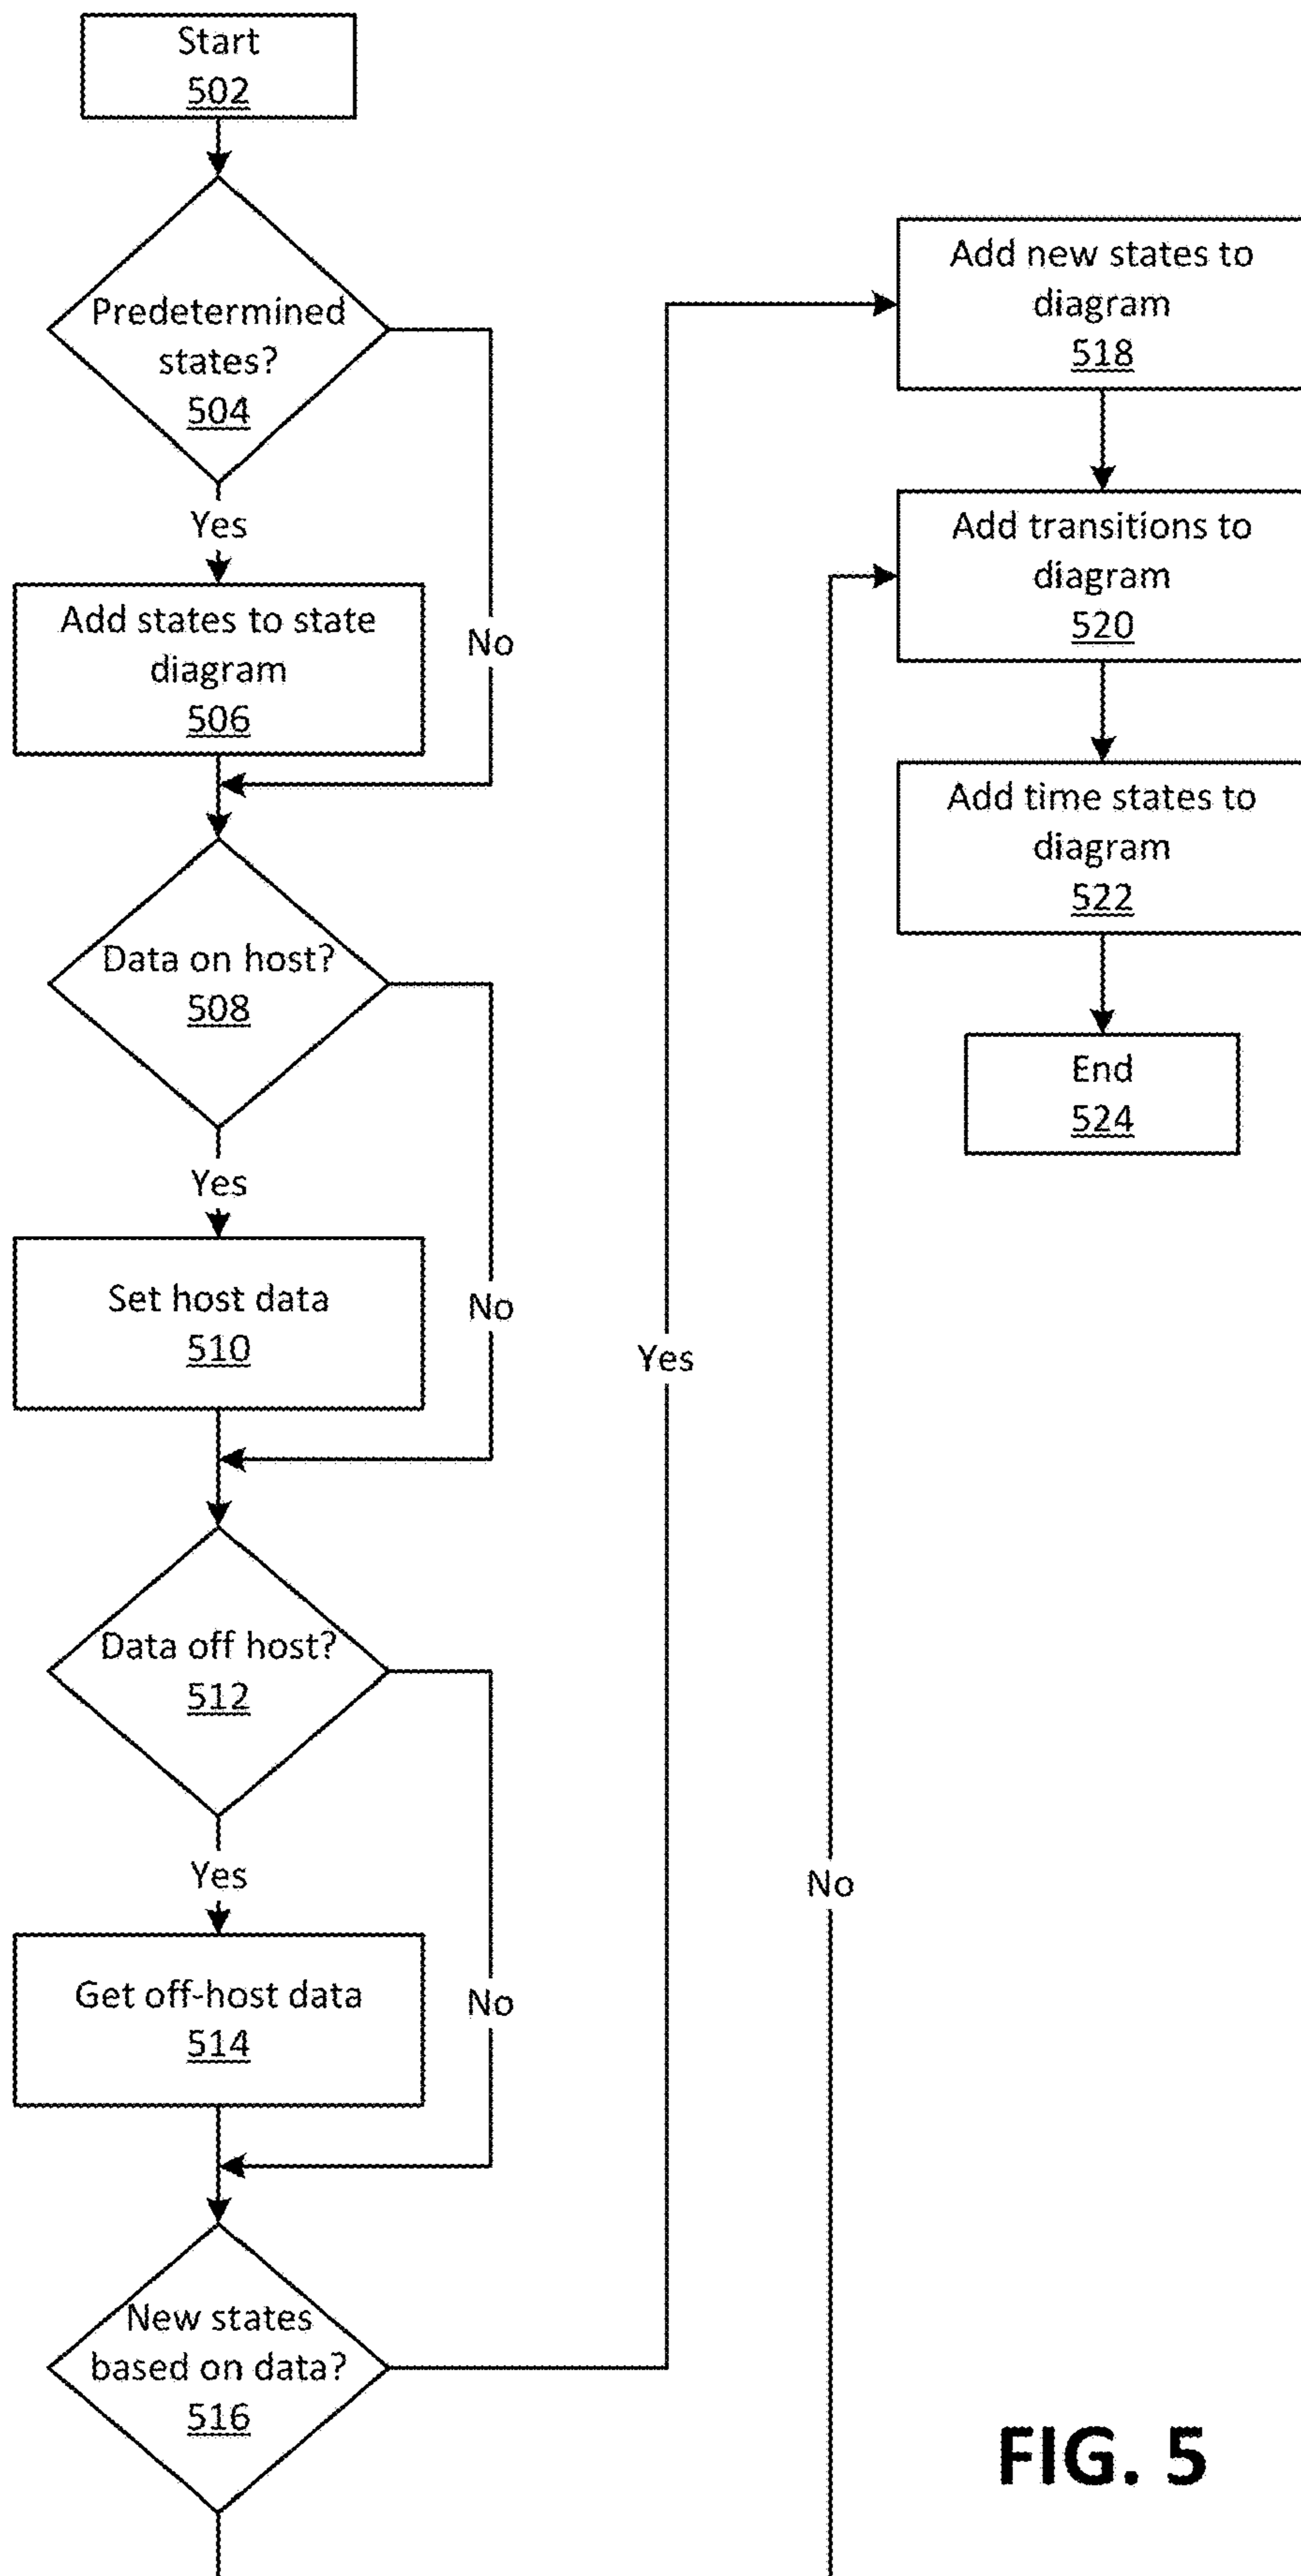 Start
502
Predetermined
states?
504
Yes
No
Add states to state
diagram
506
Data on host?
508
Yes
No
Set host data
510
Data off host?
512
Yes
No
Get off-host data
514
New states
based on data?
516
Yes
No
Add new states to
diagram
518
Add transitions to
diagram
520
Add time states to
diagram
522
End
524
FIG. 5